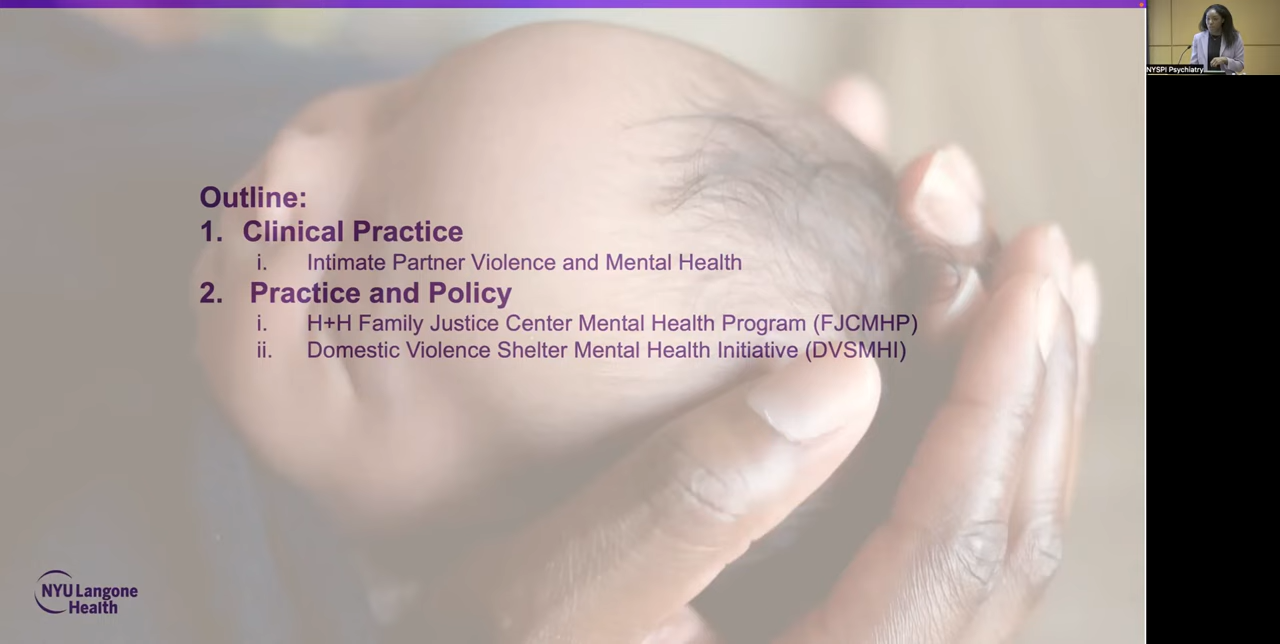 NYSPI Psychiatry
Outline:
1. Clinical Practice
i. Intimate Partner Violence and Mental Health
2. Practice and Policy
i. H+H Family Justice Center Mental Health Program (FJCMHP)
ii. Domestic Violence Shelter Mental Health Initiative (DVSMHI)
NYU Langone
Health